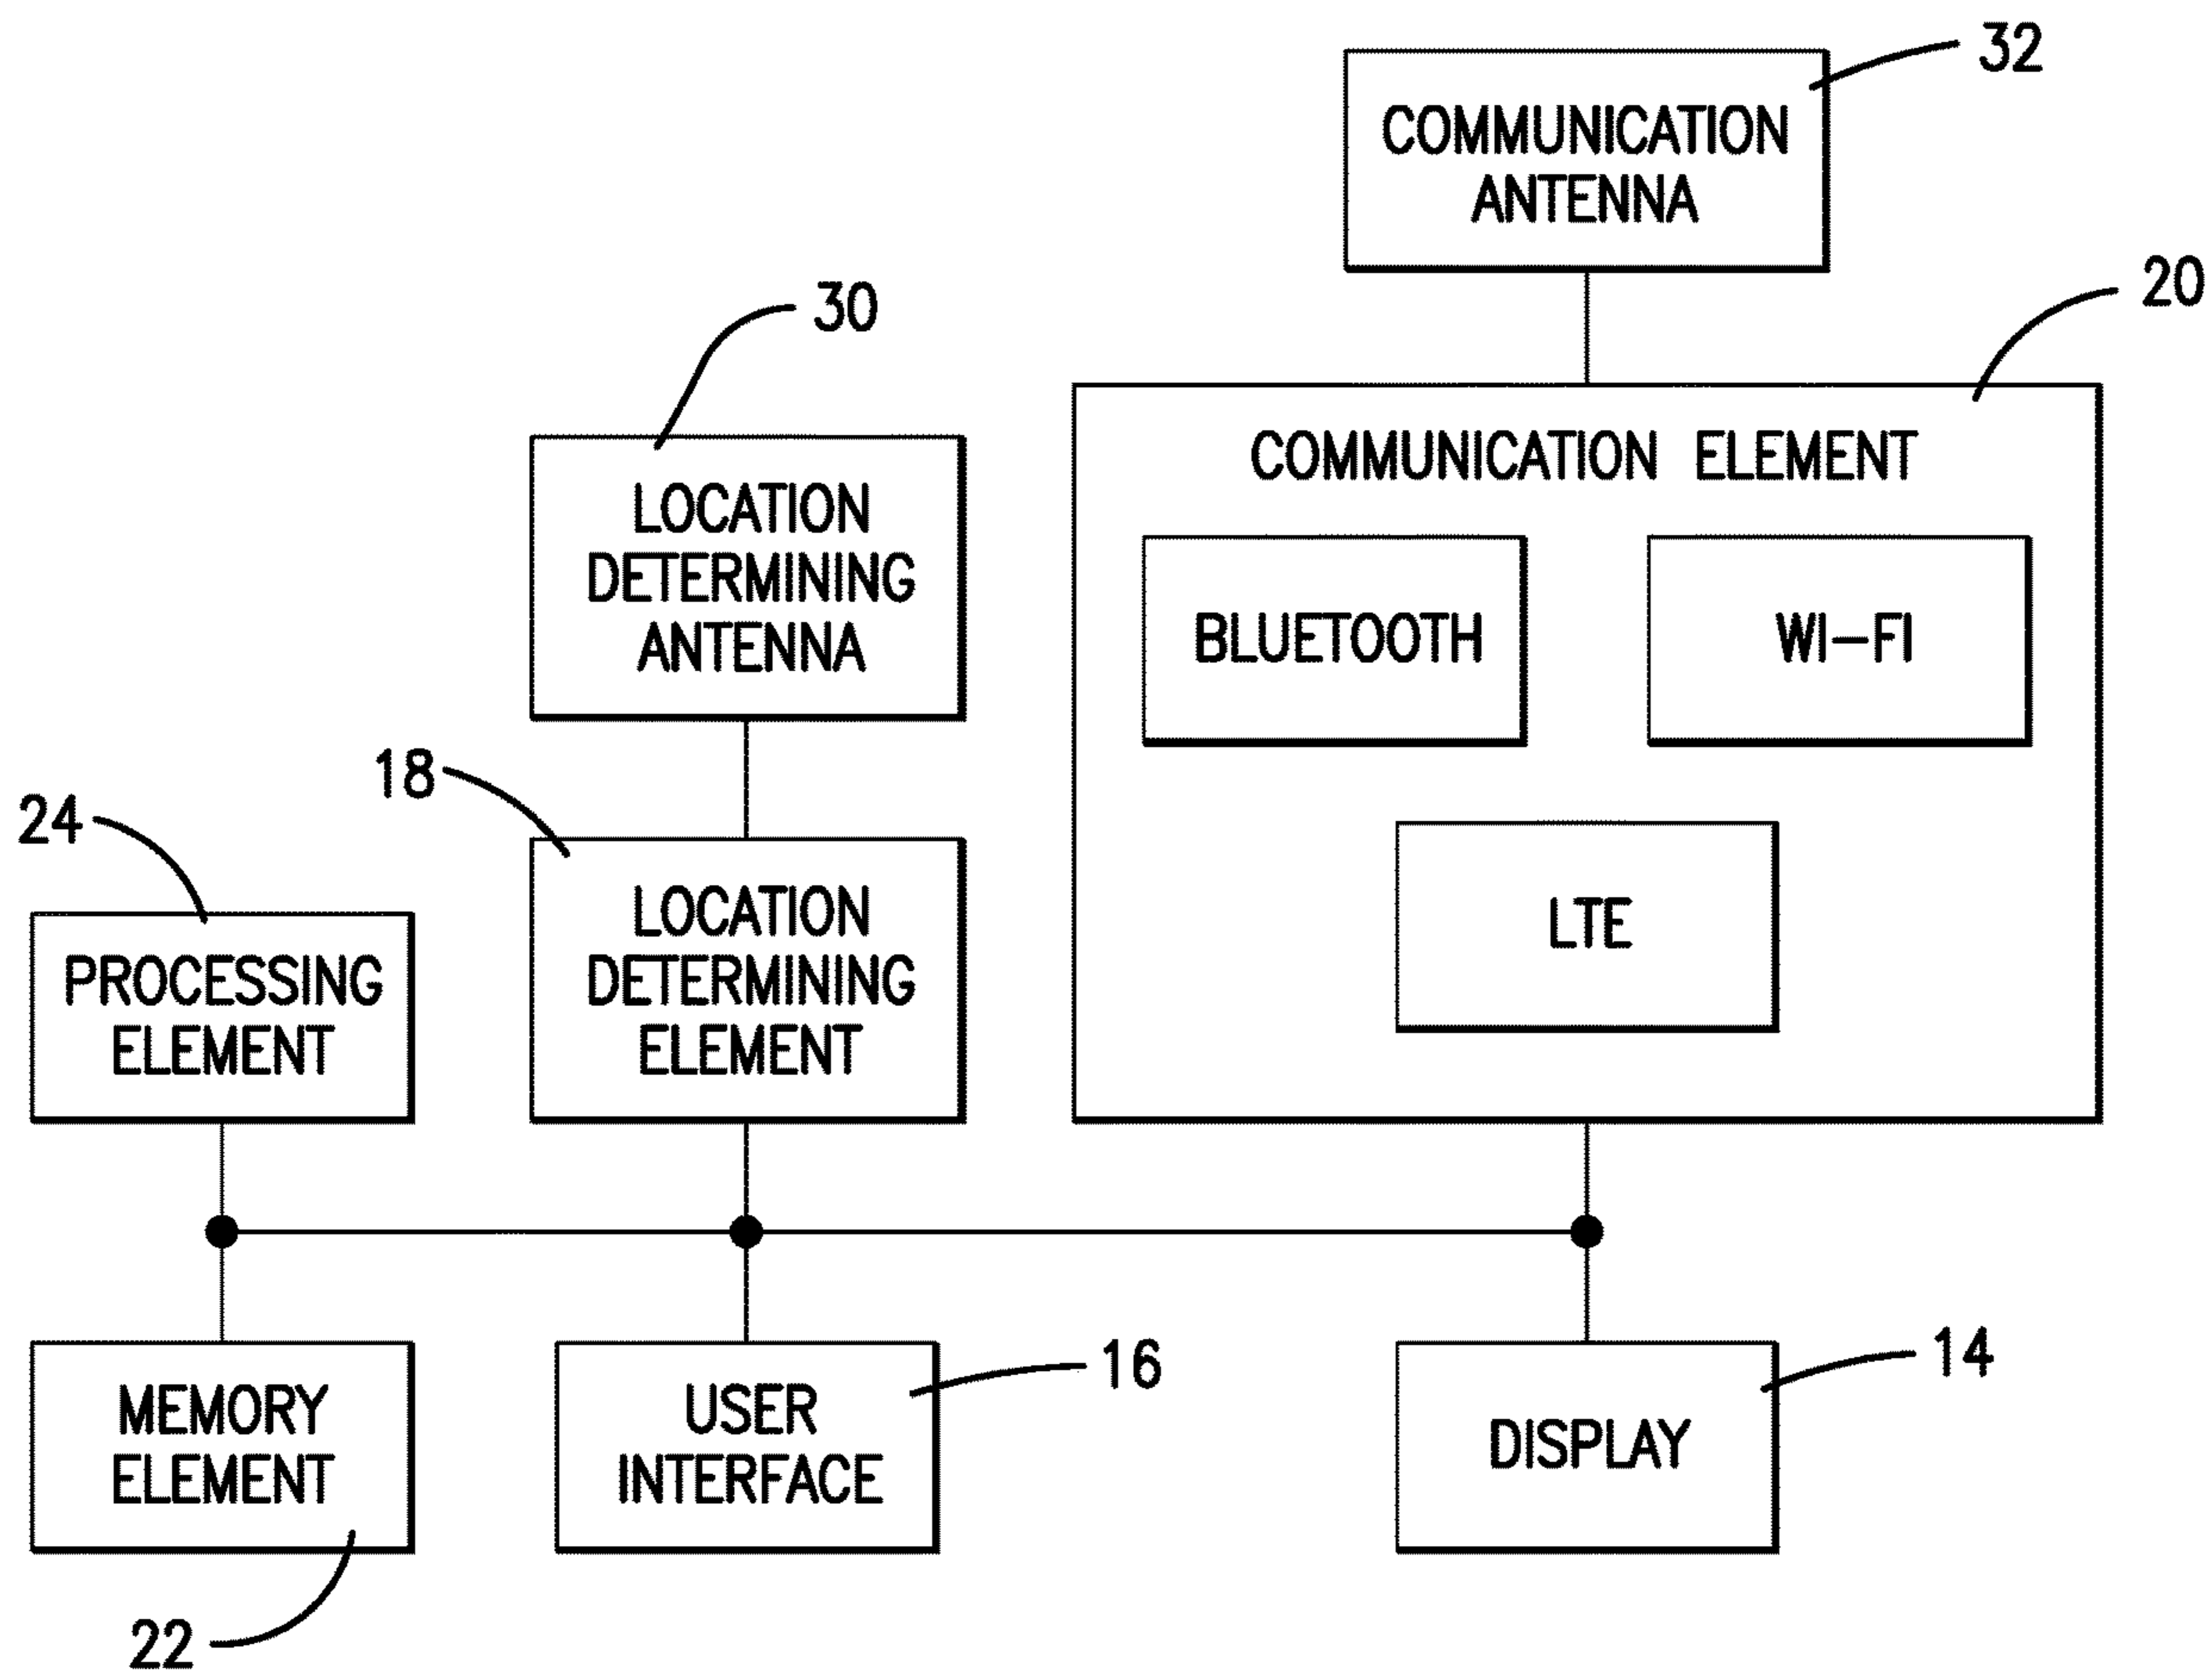 32
COMMUNICATION
ANTENNA
20
30
COMMUNICATION ELEMENT
LOCATION
DETERMINING
ANTENNA
BLUETOOTH
WI-FI
18
24
LTE
LOCATION
DETERMINING
ELEMENT
PROCESSING
ELEMENT
MEMORY
ELEMENT
22
USER
INTERFACE
16
DISPLAY
14